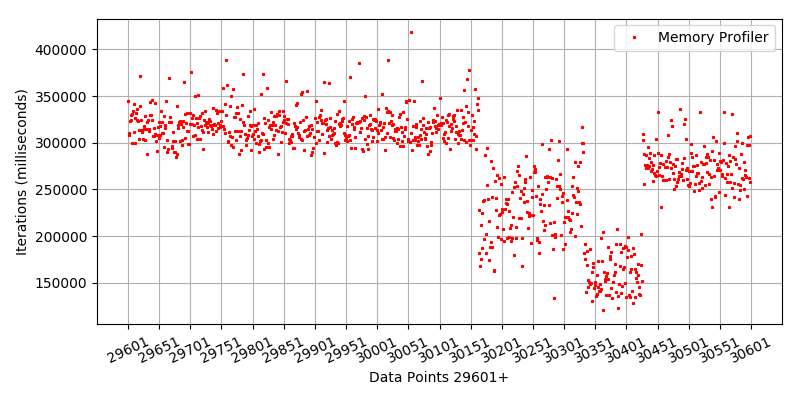 Memory Profiler
Iterations (milliseconds)
400000
350000
300000
250000
200000
150000
29601 29651 29701 29751 29801 29851 29901 29951 30001 30051 30101 30151 30201 30251 30301 30351 30401 30451 30501 30551 30601
Data Points 29601+